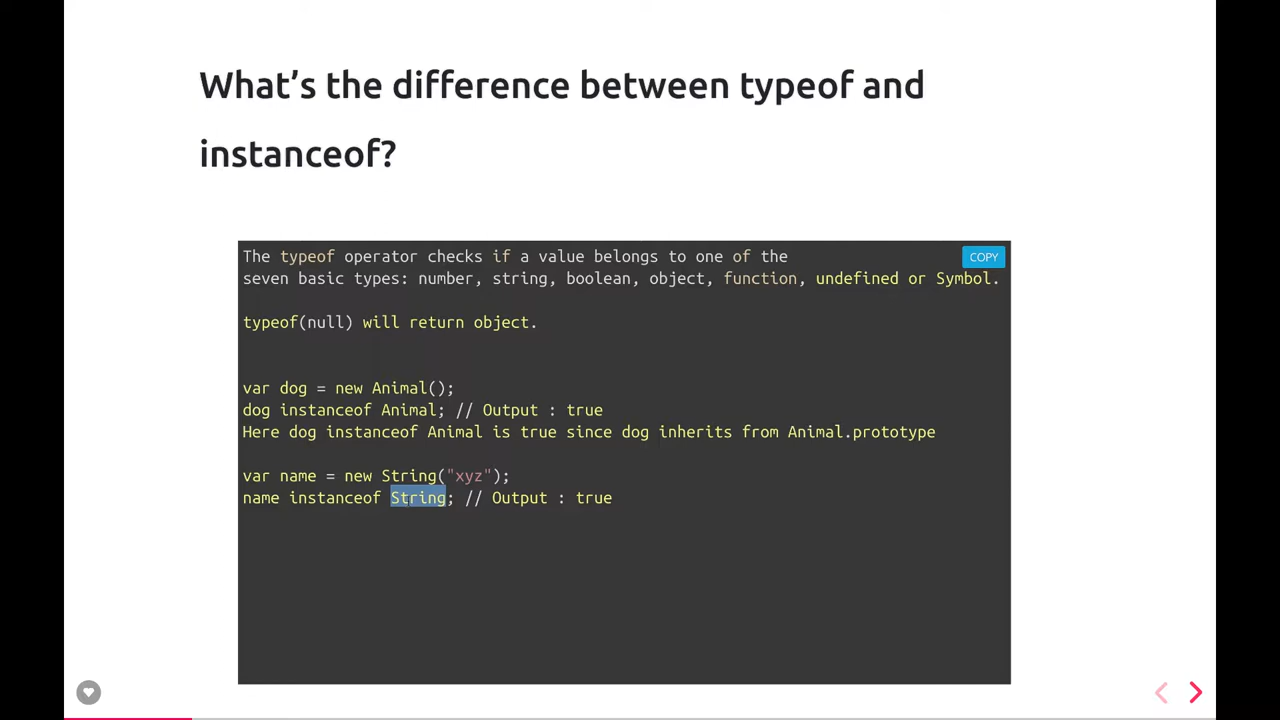 What’s the difference between typeof and
instanceof?
COPY
The typeof operator checks if a value belongs to one of the
seven basic types: number, string, boolean, object, function, undefined or Symbol.
typeof(null) will return object.
var dog = new Animal();
dog instanceof Animal; // Output : true
Here dog instanceof Animal is true since dog inherits from Animal.prototype
var name = new String("xyz");
name instanceof String; // Output : true